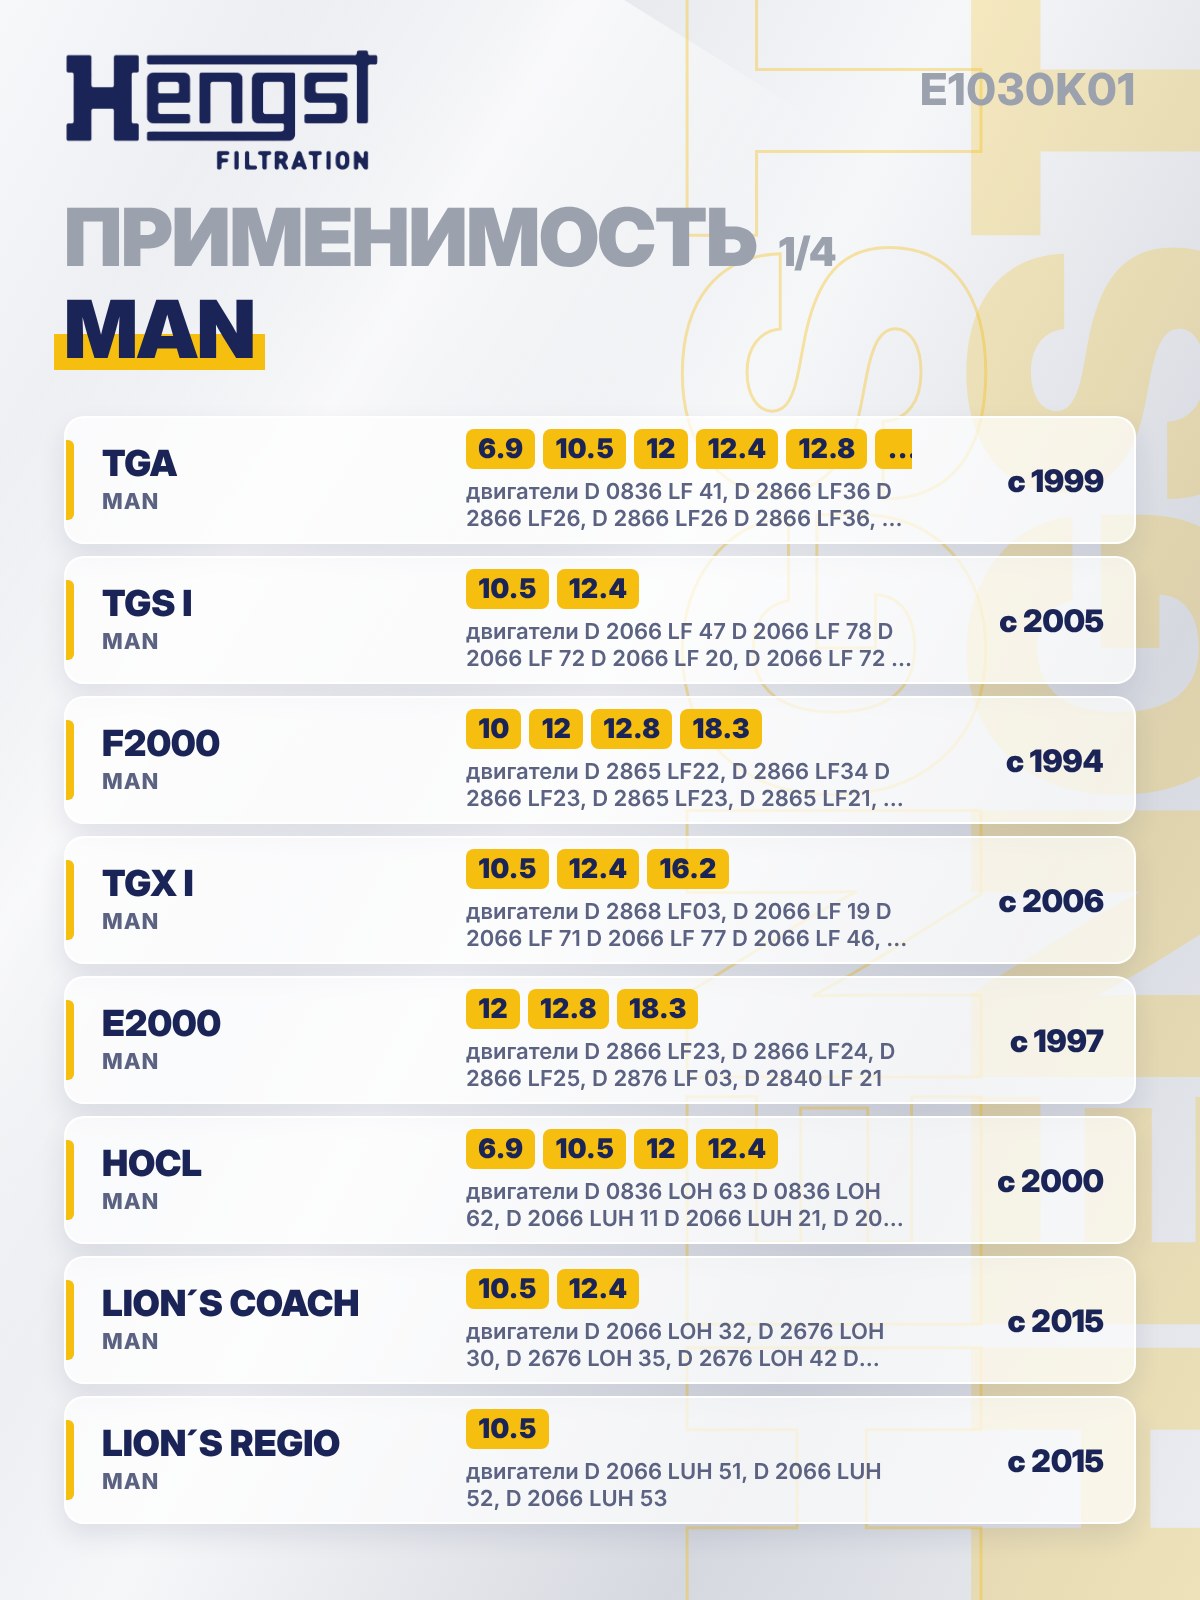 Hengst
FILTRATION
E1030K01
ПРИМЕНИМОСТЬ 1/4
MAN
TGA
MAN
6.9 10.5 12 12.4 12.8 ...
двигатели D 0836 LF 41, D 2866 LF36 D
2866 LF26, D 2866 LF26 D 2866 LF36, ...
с 1999
TGS I
MAN
10.5 12.4
двигатели D 2066 LF 47 D 2066 LF 78 D
2066 LF 72 D 2066 LF 20, D 2066 LF 72 ...
с 2005
F2000
MAN
10 12 12.8 18.3
двигатели D 2865 LF22, D 2866 LF34 D
2866 LF23, D 2865 LF23, D 2865 LF21, ...
с 1994
TGX I
MAN
10.5 12.4 16.2
двигатели D 2868 LF03, D 2066 LF 19 D
2066 LF 71 D 2066 LF 77 D 2066 LF 46, ...
с 2006
E2000
MAN
12 12.8 18.3
двигатели D 2866 LF23, D 2866 LF24, D
2866 LF25, D 2876 LF 03, D 2840 LF 21
с 1997
HOCL
MAN
6.9 10.5 12 12.4
двигатели D 0836 LOH 63 D 0836 LOH
62, D 2066 LUH 11 D 2066 LUH 21, D 20...
с 2000
LION´S COACH
MAN
10.5 12.4
двигатели D 2066 LOH 32, D 2676 LOH
30, D 2676 LOH 35, D 2676 LOH 42 D...
с 2015
LION´S REGIO
MAN
10.5
двигатели D 2066 LUH 51, D 2066 LUH
52, D 2066 LUH 53
с 2015
HENGST